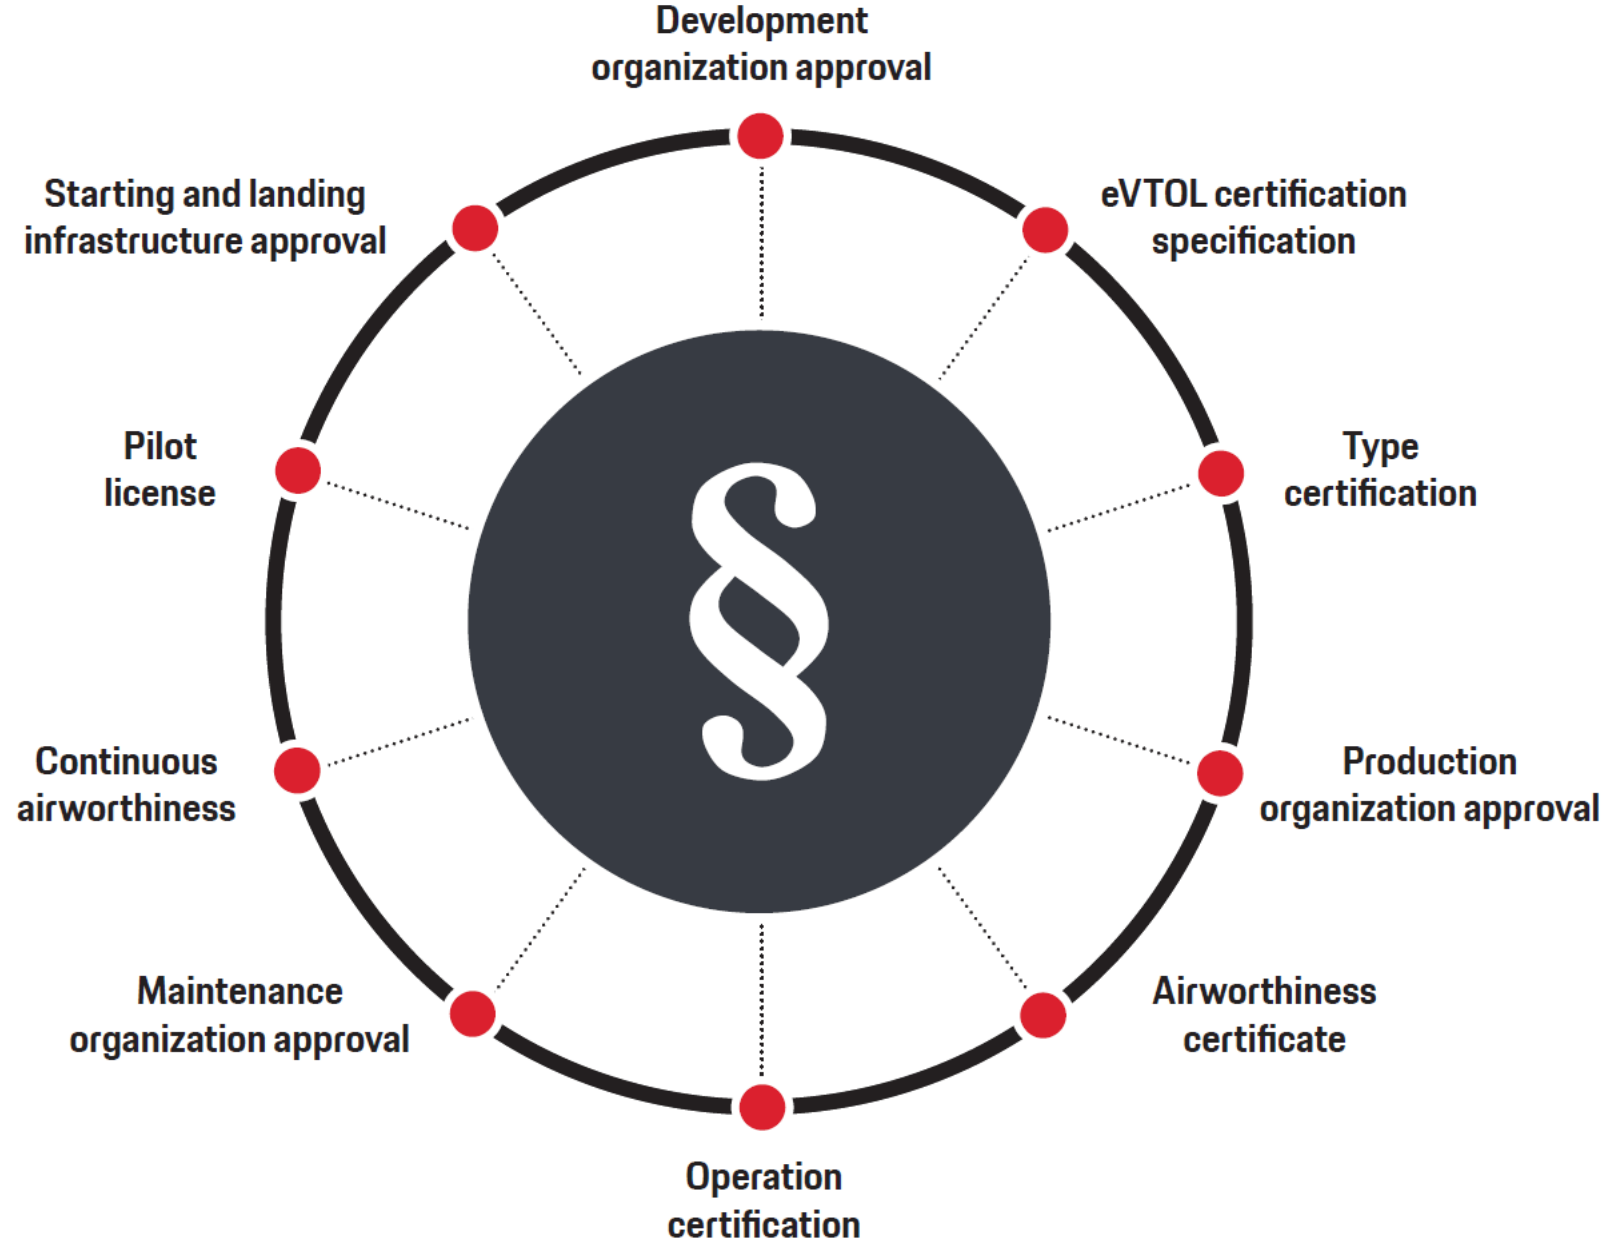 Development
organization approval
eVTOL certification
specification
Type
certification
Production
organization approval
Airworthiness
certificate
Operation
certification
Maintenance
organization approval
Continuous
airworthiness
Pilot
license
Starting and landing
infrastructure approval
§